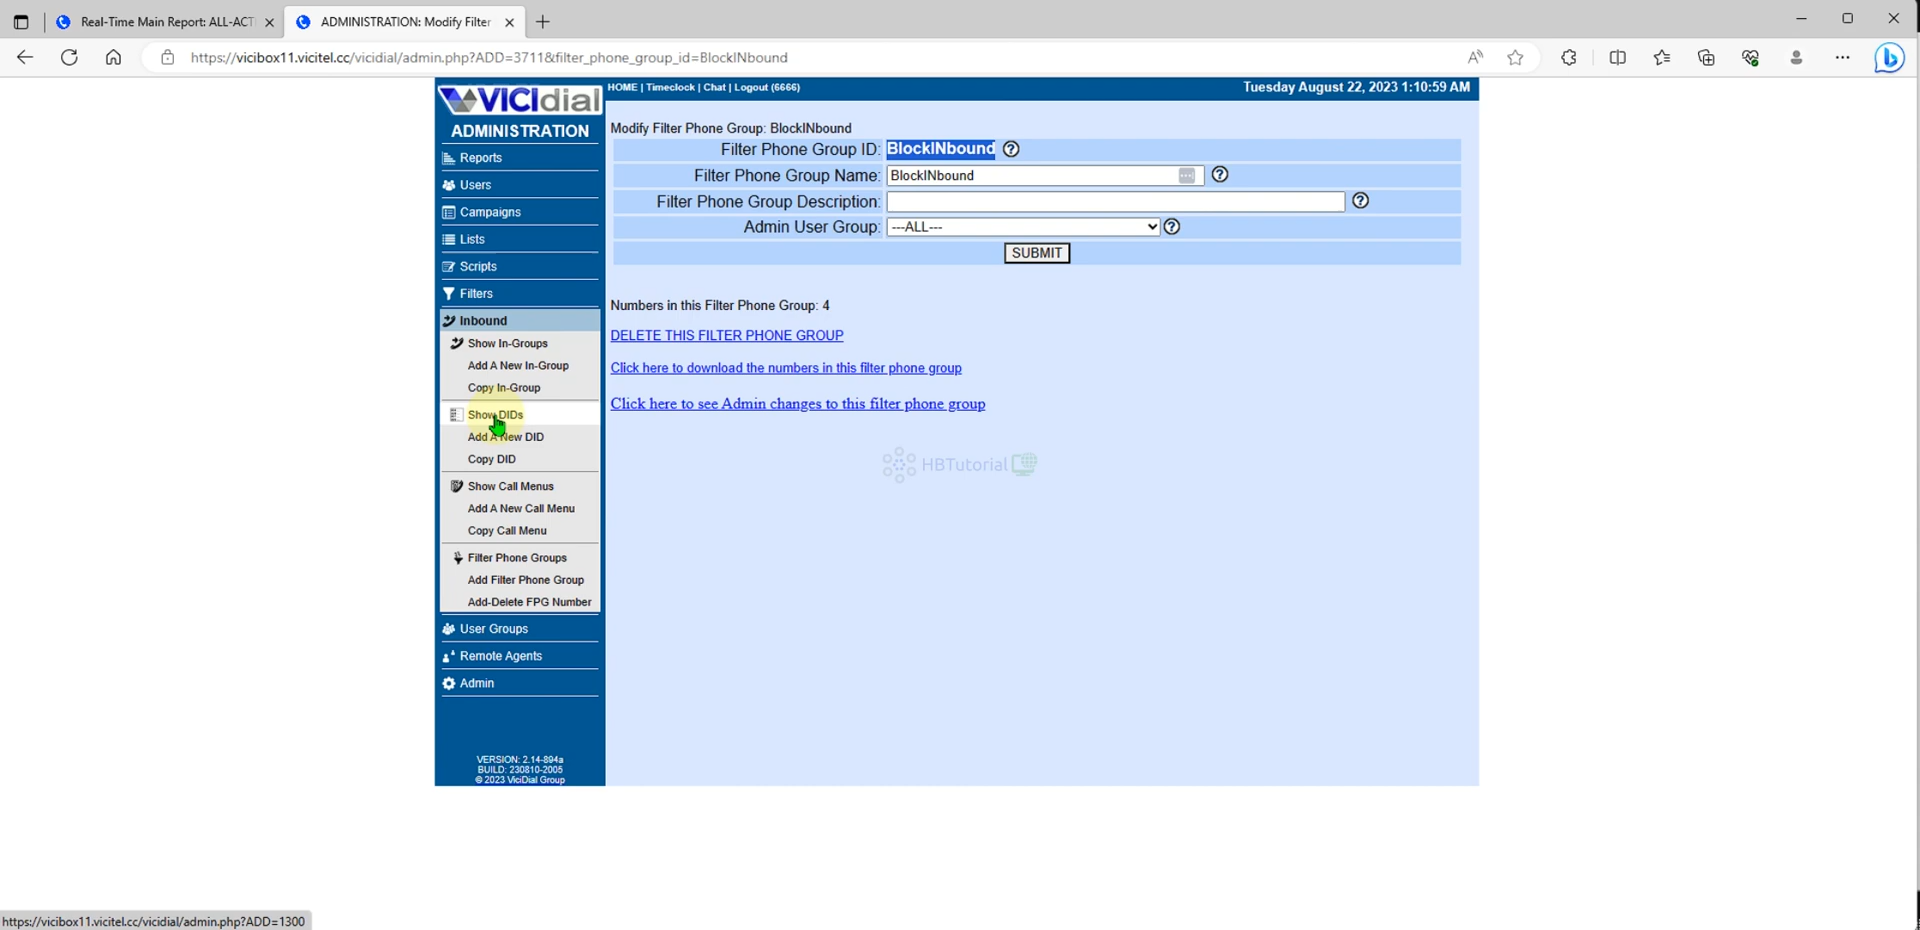 Real-Time Main Report: ALL-ACT
ADMINISTRATION: Modify Filter
https://vicibox11.vicitel.cc/vicidial/admin.php?ADD=3711&filter_phone_group_id=BlockINbound
VICIdial
HOME | Timeclock | Chat | Logout (6666)
Tuesday August 22, 2023 1:10:59 AM
ADMINISTRATION
Reports
Users
Campaigns
Lists
Scripts
Filters
Inbound
Show In-Groups
Add A New In-Group
Copy In-Group
Show DIDs
Add A New DID
Copy DID
Show Call Menus
Add A New Call Menu
Copy Call Menu
Filter Phone Groups
Add Filter Phone Group
Add-Delete FPG Number
User Groups
Remote Agents
Admin
VERSION: 2.14-894a
BUILD: 230810-2005
© 2023 ViciDial Group
Modify Filter Phone Group: BlockINbound
Filter Phone Group ID: BlockINbound
Filter Phone Group Name: BlockINbound
Filter Phone Group Description:
Admin User Group: ---ALL---
SUBMIT
Numbers in this Filter Phone Group: 4
DELETE THIS FILTER PHONE GROUP
Click here to download the numbers in this filter phone group
Click here to see Admin changes to this filter phone group
HBTutorial
https://vicibox11.vicitel.cc/vicidial/admin.php?ADD=1300